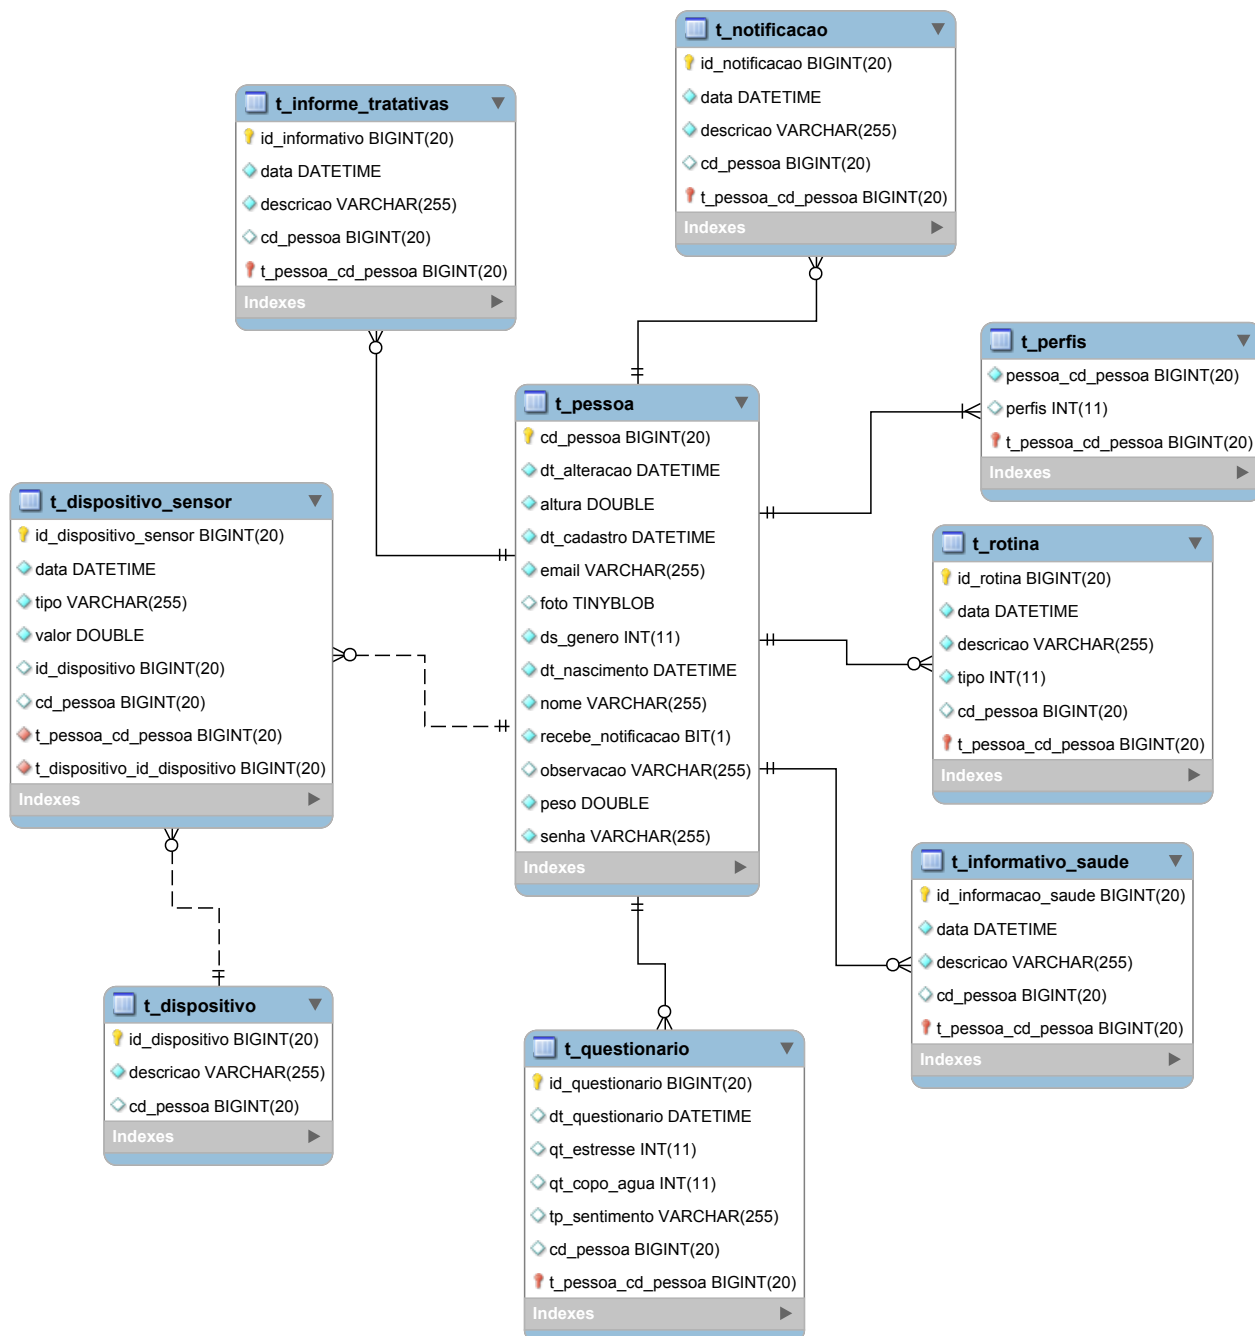 t_notificacao
id_notificacao BIGINT(20)
data DATETIME
descricao VARCHAR(255)
cd_pessoa BIGINT(20)
t_pessoa_cd_pessoa BIGINT(20)
Indexes
t_informe_tratativas
id_informativo BIGINT(20)
data DATETIME
descricao VARCHAR(255)
cd_pessoa BIGINT(20)
t_pessoa_cd_pessoa BIGINT(20)
Indexes
t_perfis
pessoa_cd_pessoa BIGINT(20)
perfis INT(11)
t_pessoa_cd_pessoa BIGINT(20)
Indexes
t_pessoa
cd_pessoa BIGINT(20)
dt_alteracao DATETIME
altura DOUBLE
dt_cadastro DATETIME
email VARCHAR(255)
foto TINYBLOB
ds_genero INT(11)
dt_nascimento DATETIME
nome VARCHAR(255)
recebe_notificacao BIT(1)
observacao VARCHAR(255)
peso DOUBLE
senha VARCHAR(255)
Indexes
t_dispositivo_sensor
id_dispositivo_sensor BIGINT(20)
data DATETIME
tipo VARCHAR(255)
valor DOUBLE
id_dispositivo BIGINT(20)
cd_pessoa BIGINT(20)
t_pessoa_cd_pessoa BIGINT(20)
t_dispositivo_id_dispositivo BIGINT(20)
Indexes
t_rotina
id_rotina BIGINT(20)
data DATETIME
descricao VARCHAR(255)
tipo INT(11)
cd_pessoa BIGINT(20)
t_pessoa_cd_pessoa BIGINT(20)
Indexes
t_informativo_saude
id_informacao_saude BIGINT(20)
data DATETIME
descricao VARCHAR(255)
cd_pessoa BIGINT(20)
t_pessoa_cd_pessoa BIGINT(20)
Indexes
t_dispositivo
id_dispositivo BIGINT(20)
descricao VARCHAR(255)
cd_pessoa BIGINT(20)
Indexes
t_questionario
id_questionario BIGINT(20)
dt_questionario DATETIME
qt_estresse INT(11)
qt_copo_agua INT(11)
tp_sentimento VARCHAR(255)
cd_pessoa BIGINT(20)
t_pessoa_cd_pessoa BIGINT(20)
Indexes